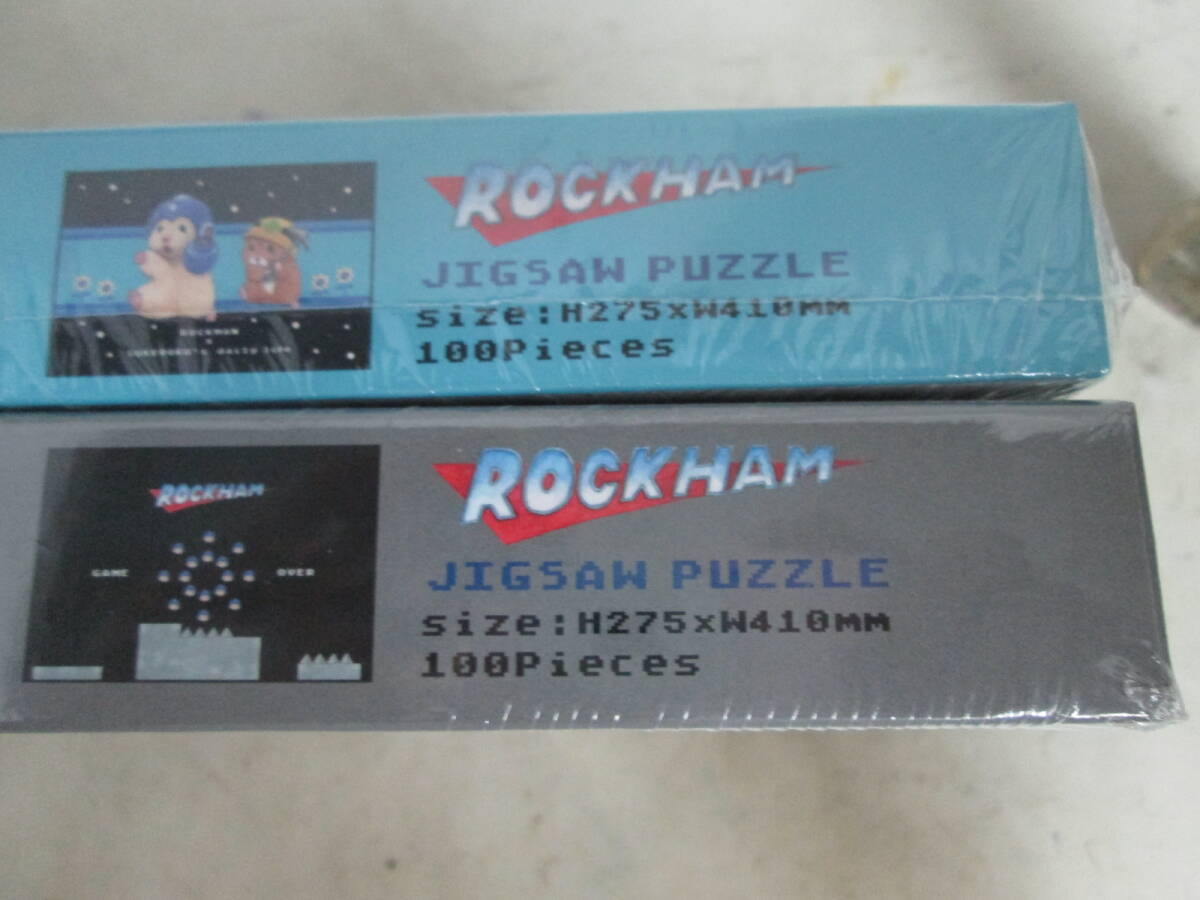 ROCKHAM
JIGSAW PUZZLE
size:H275xW410mm
100Pieces
ROCKHAM
GAME OVER
ROCKHAM
JIGSAW PUZZLE
size:H275xW410mm
100Pieces